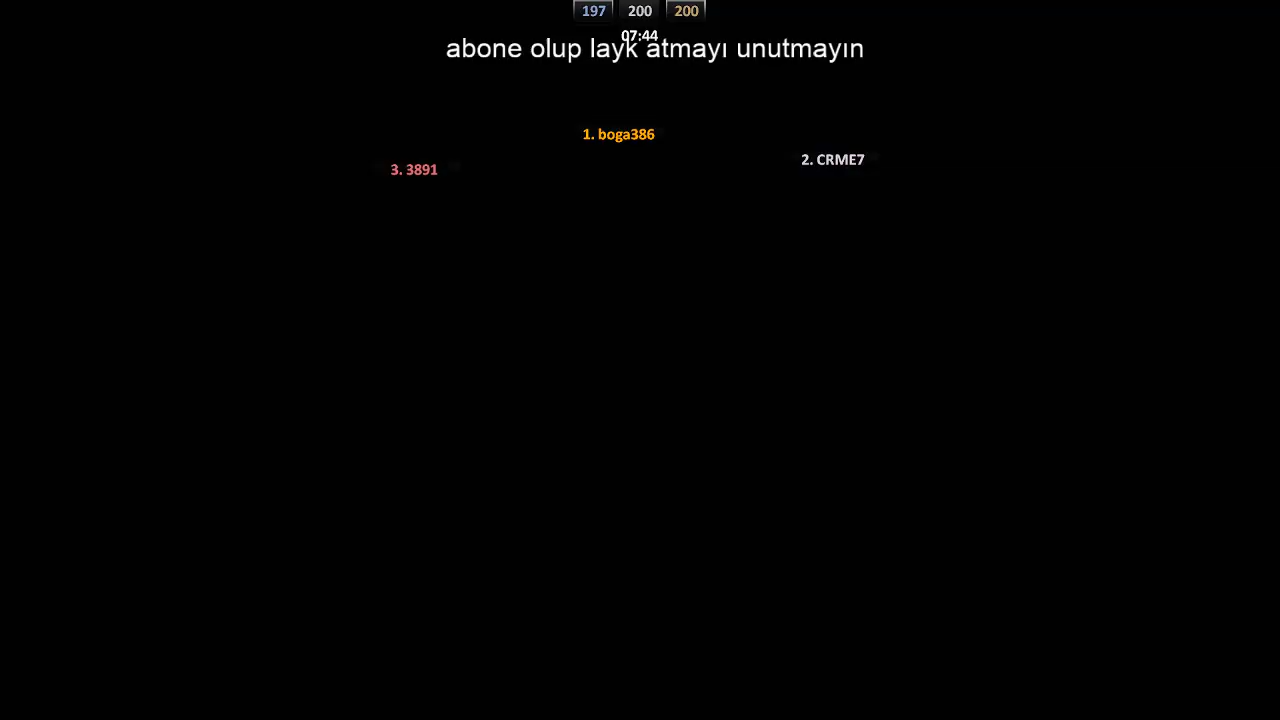 197 200 200
07:44
abone olup layk atmayı unutmayın
1. boga386
2. CRME7
3. 3891